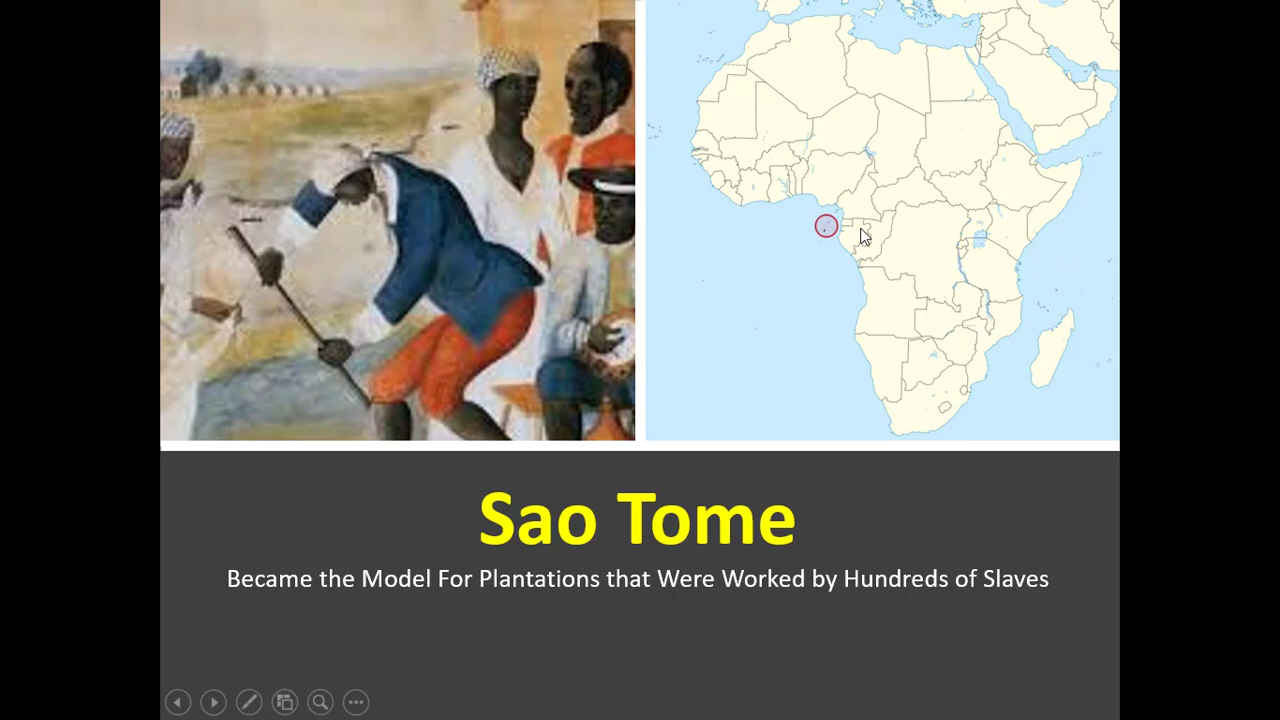 Sao Tome
Became the Model For Plantations that Were Worked by Hundreds of Slaves